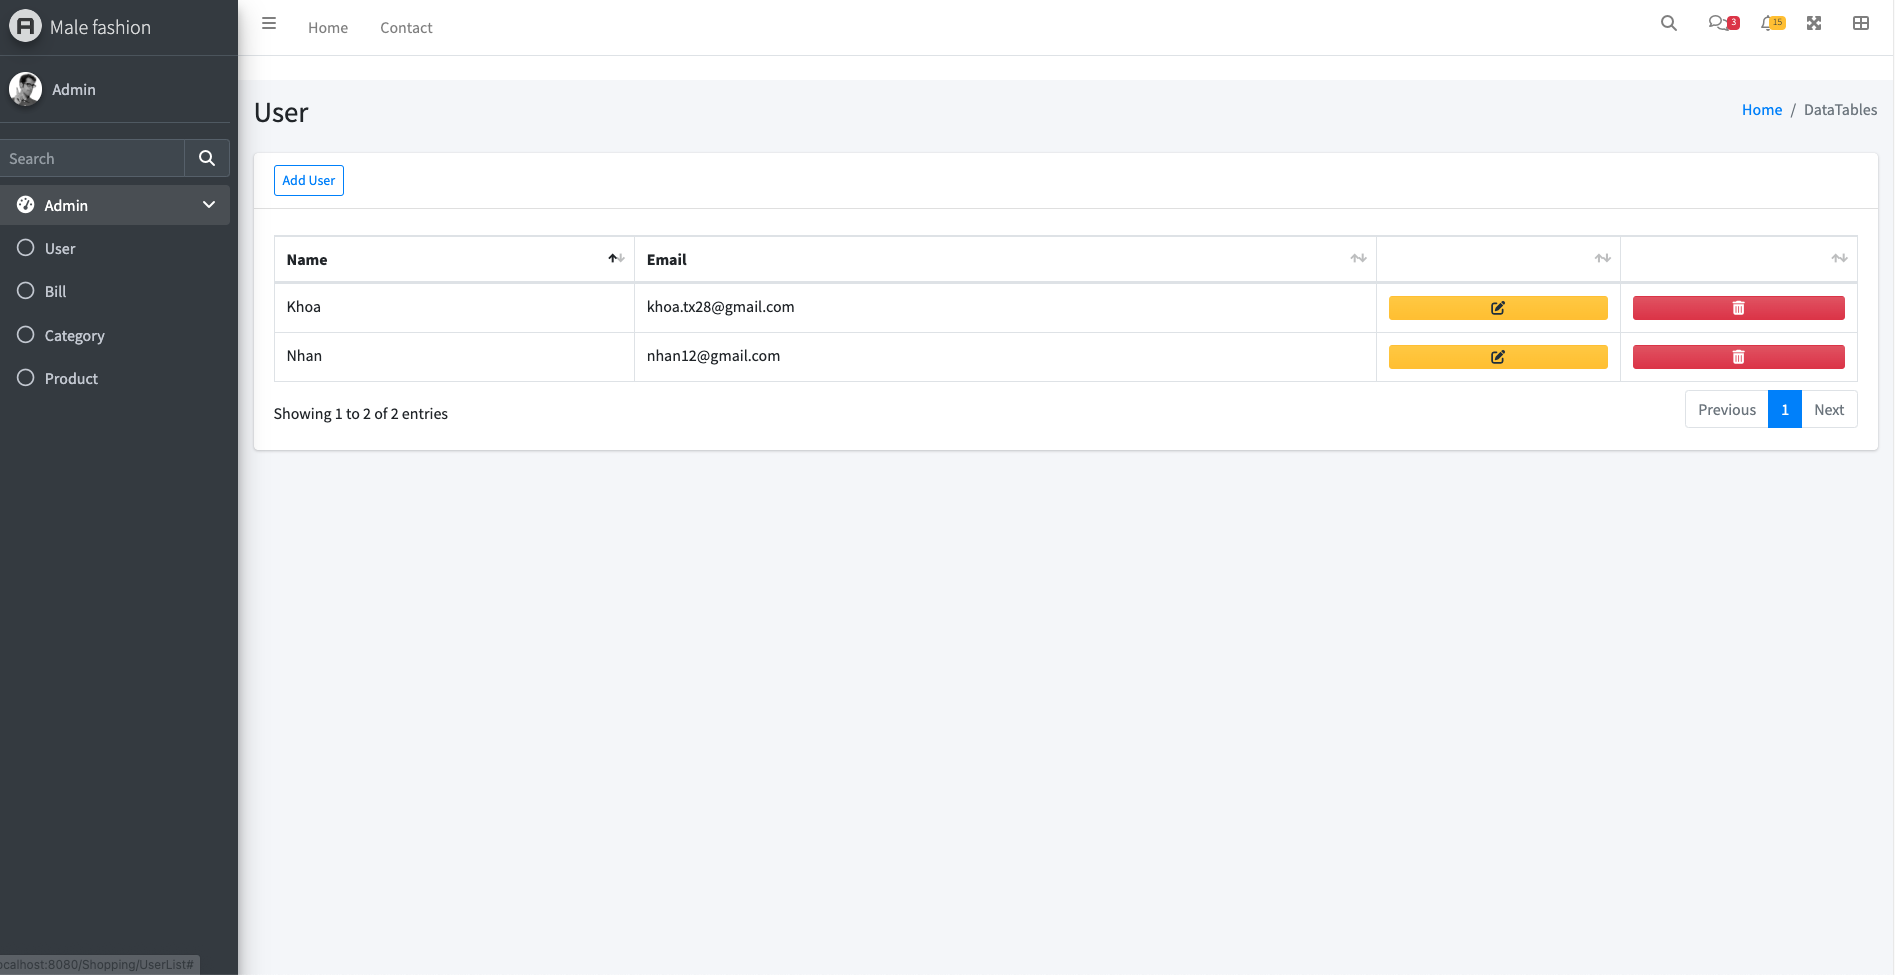 Male fashion
Home
Contact
3
15
Admin
User
Home / DataTables
Search
Add User
Admin
Name
Email
User
Bill
Khoa
khoa.tx28@gmail.com
Category
Nhan
nhan12@gmail.com
Product
Showing 1 to 2 of 2 entries
Previous
1
Next
ocalhost:8080/Shopping/UserList#